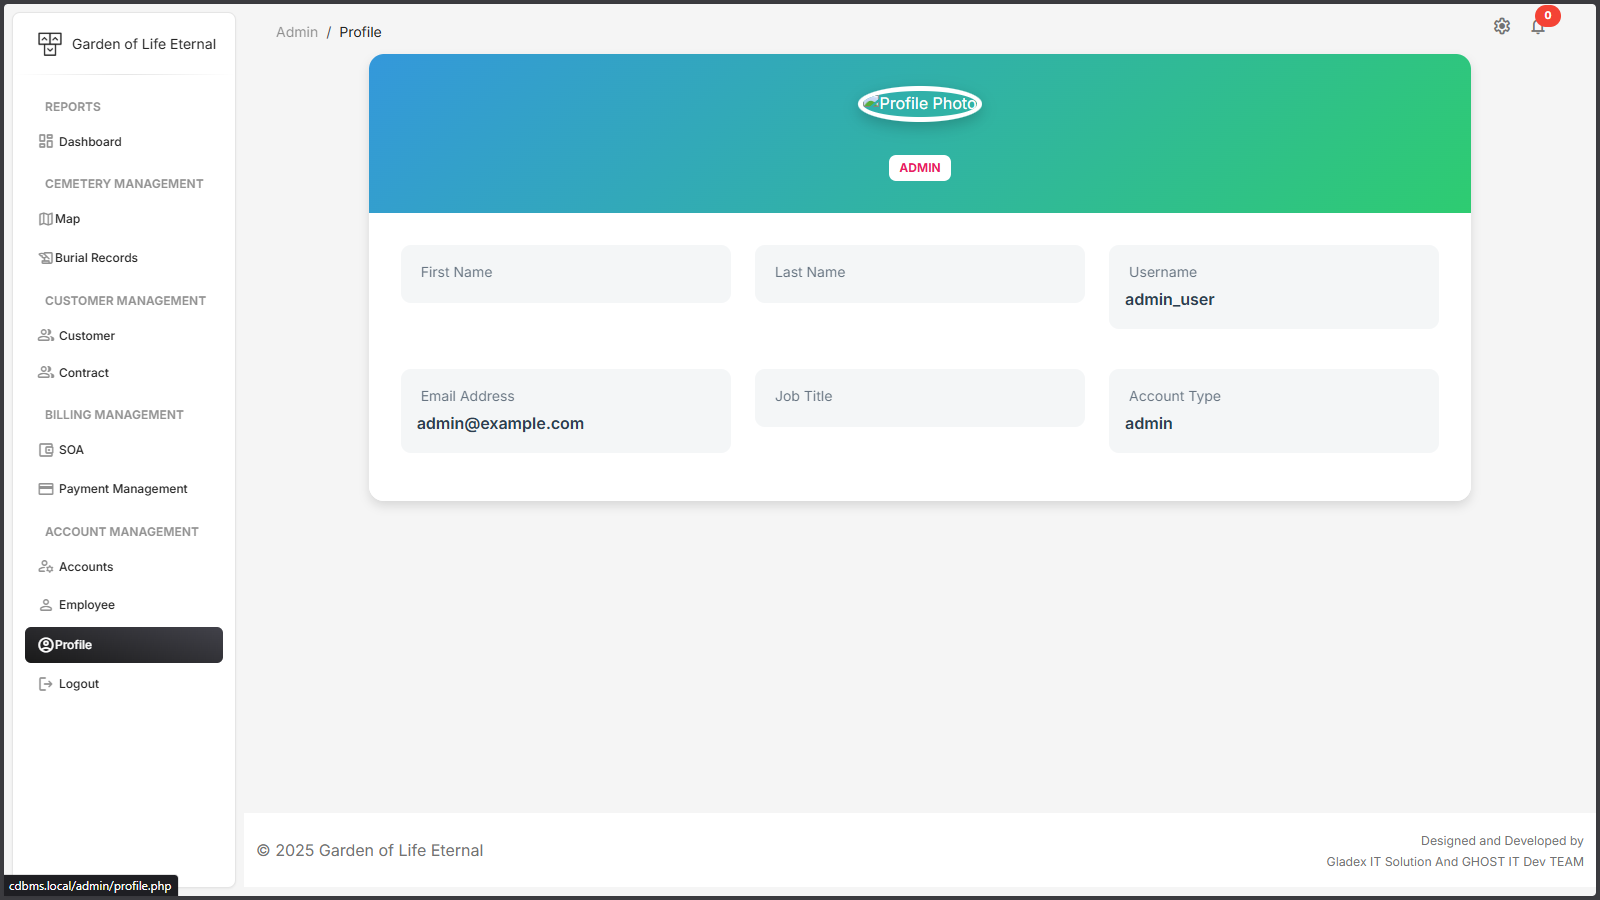 Garden of Life Eternal
REPORTS
Dashboard
CEMETERY MANAGEMENT
Map
Burial Records
CUSTOMER MANAGEMENT
Customer
Contract
BILLING MANAGEMENT
SOA
Payment Management
ACCOUNT MANAGEMENT
Accounts
Employee
Profile
Logout
cdbms.local/admin/profile.php
Admin / Profile
0
Profile Photo
ADMIN
First Name
Last Name
Username
admin_user
Email Address
admin@example.com
Job Title
Account Type
admin
© 2025 Garden of Life Eternal
Designed and Developed by
Gladex IT Solution And GHOST IT Dev TEAM